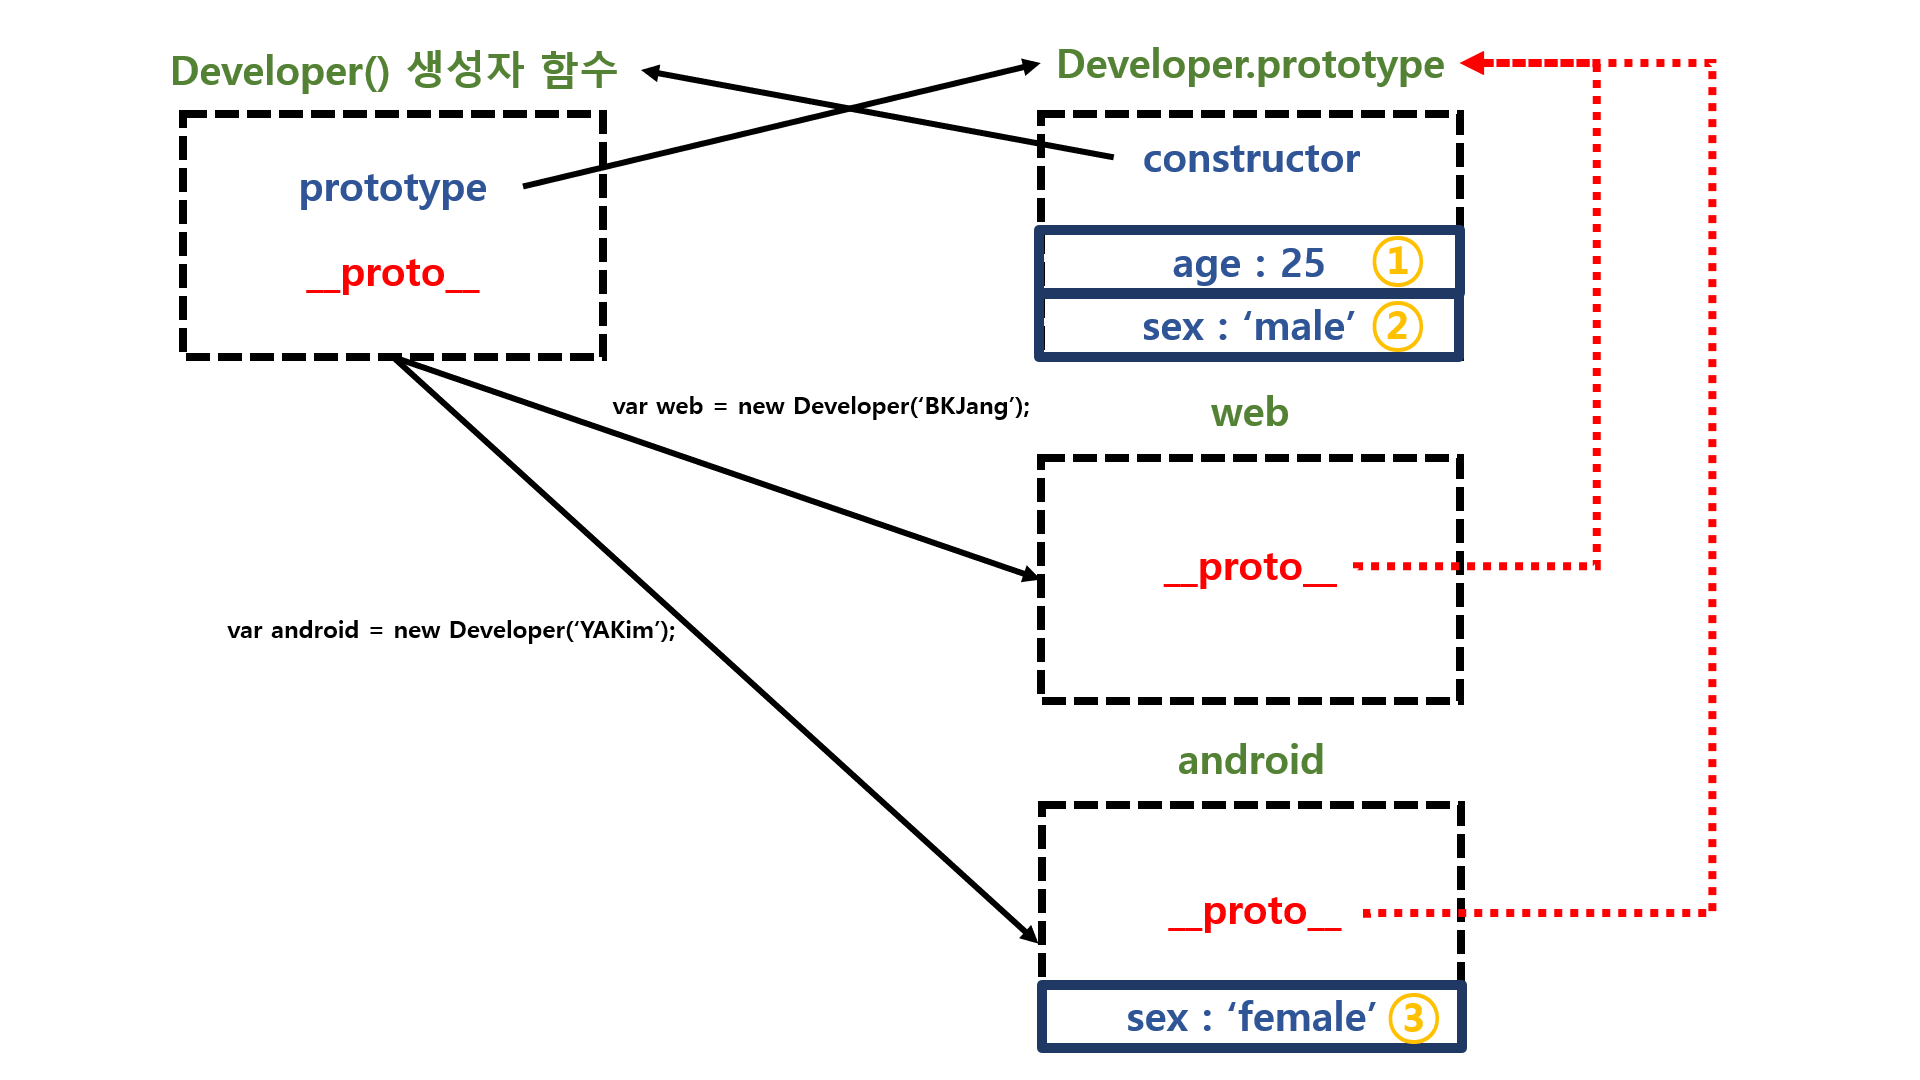 Developer() 생성자 함수
prototype
__proto__
Developer.prototype
constructor
age : 25 ①
sex : ‘male’ ②
var web = new Developer(‘BKJang’);
web
__proto__
var android = new Developer(‘YAKim’);
android
__proto__
sex : ‘female’ ③